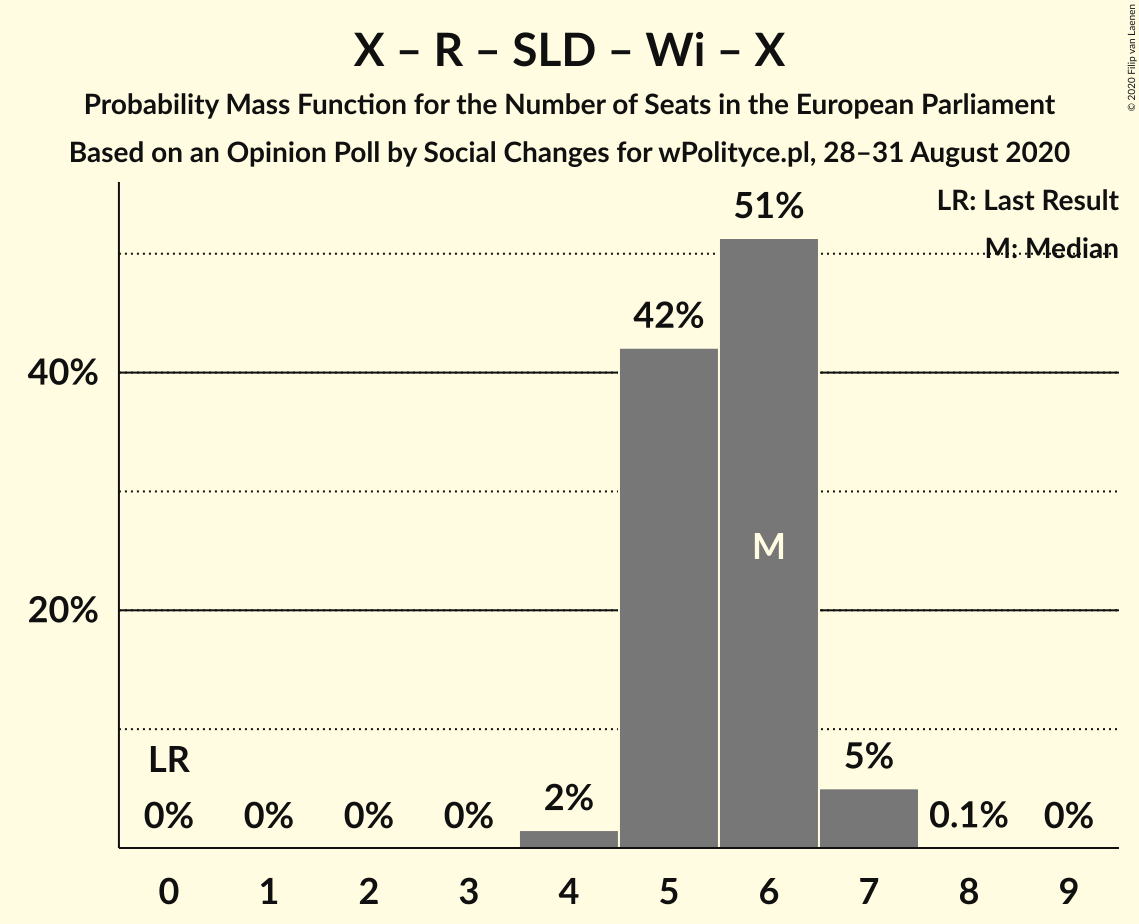 X – R – SLD – Wi – X
Probability Mass Function for the Number of Seats in the European Parliament
Based on an Opinion Poll by Social Changes for wPolityce.pl, 28–31 August 2020
© 2020 Filip van Laenen
LR: Last Result
M: Median
51%
42%
40%
M
20%
LR
5%
2%
0% 0% 0% 0% 0.1% 0%
0 1 2 3 4 5 6 7 8 9